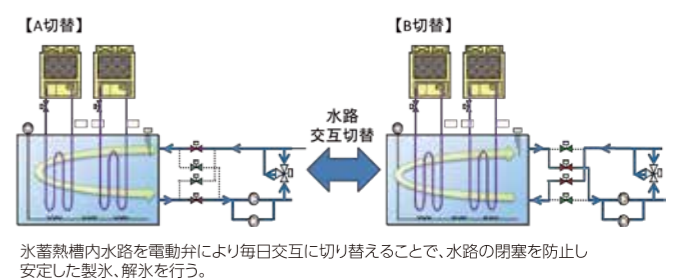 【A切替】
【B切替】
水路
交互切替
氷蓄熱槽内水路を電動弁により毎日交互に切り替えることで、水路の閉塞を防止し
安定した製氷、解氷を行う。